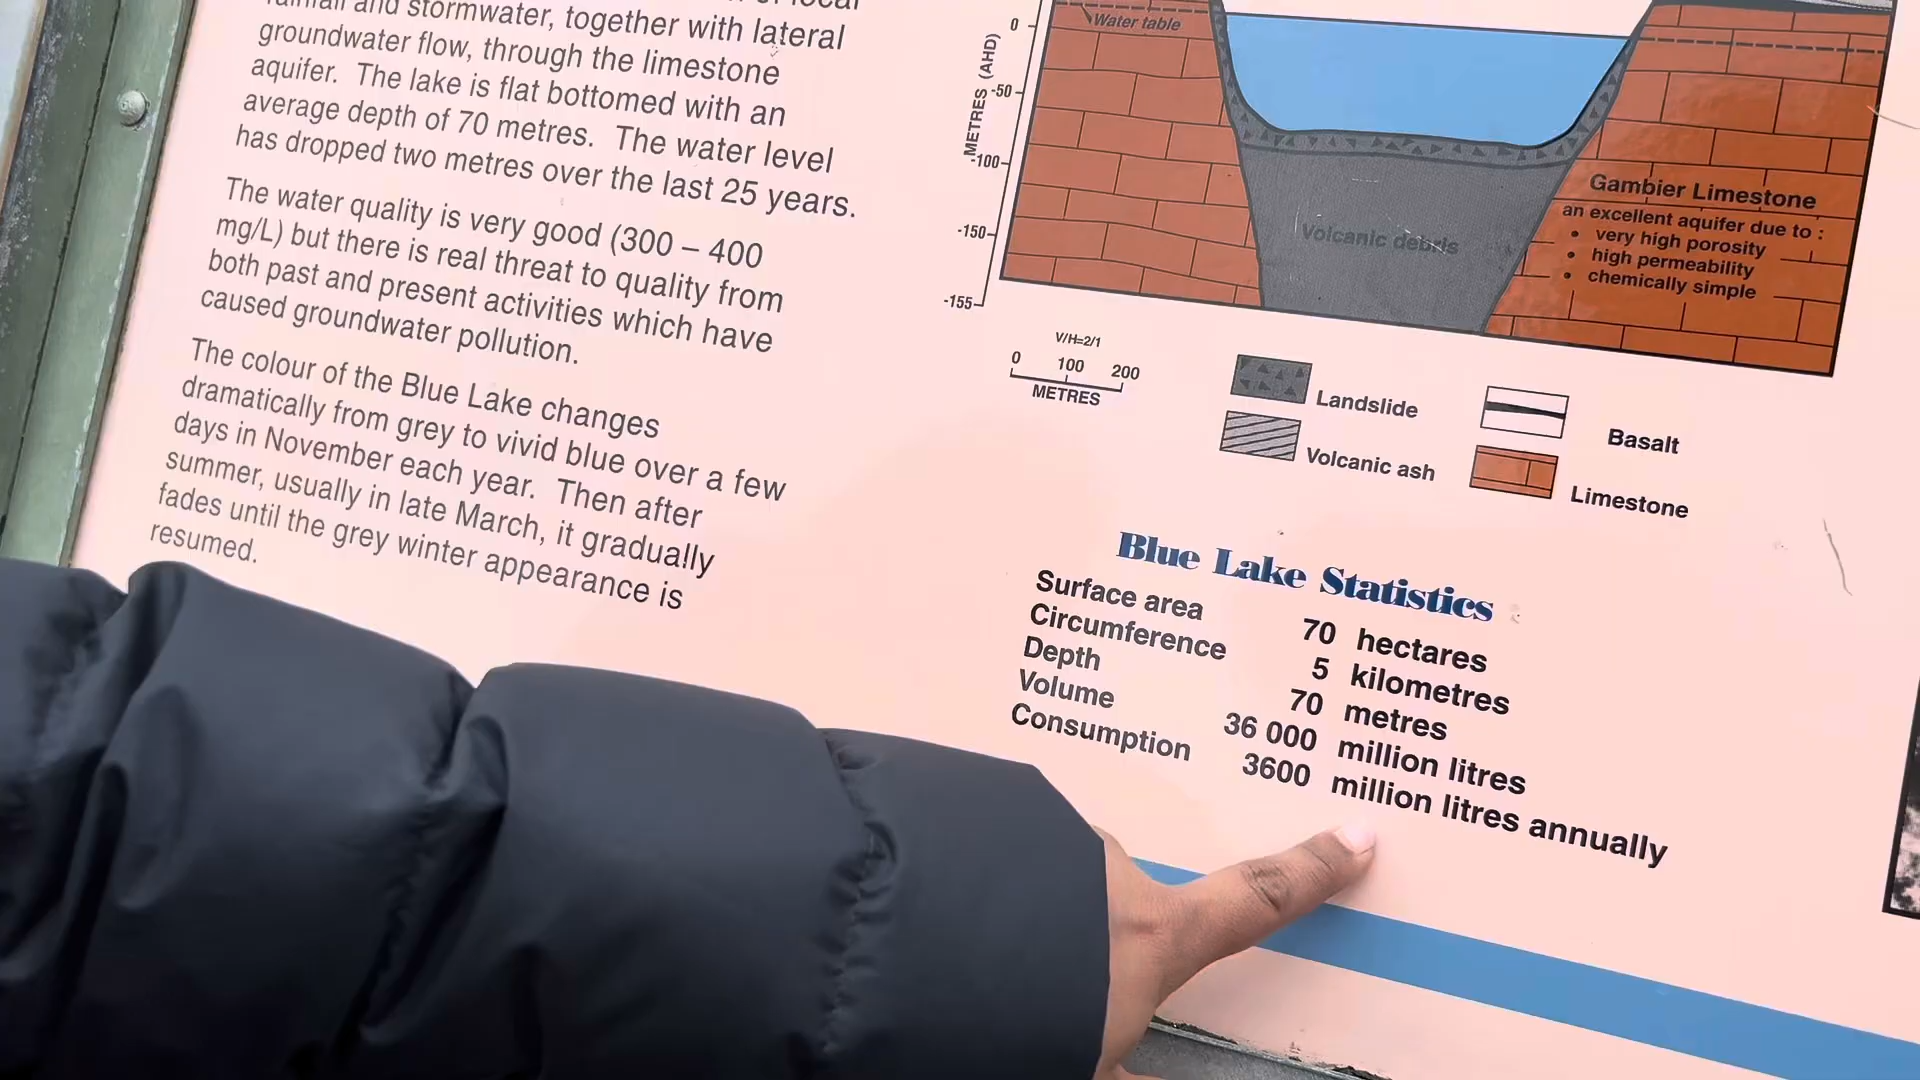 rainfall and stormwater, together with lateral
groundwater flow, through the limestone
aquifer. The lake is flat bottomed with an
average depth of 70 metres. The water level
has dropped two metres over the last 25 years.
The water quality is very good (300 – 400
mg/L) but there is real threat to quality from
both past and present activities which have
caused groundwater pollution.
The colour of the Blue Lake changes
dramatically from grey to vivid blue over a few
days in November each year. Then after
summer, usually in late March, it gradually
fades until the grey winter appearance is
resumed.
Water table
METRES (AHD)
0
-50
-100
-150
-155
Volcanic debris
Gambier Limestone
an excellent aquifer due to :
• very high porosity
• high permeability
• chemically simple
V/H=2/1
0 100 200
METRES
Landslide
Volcanic ash
Basalt
Limestone
Blue Lake Statistics
Surface area 70 hectares
Circumference 5 kilometres
Depth 70 metres
Volume 36 000 million litres
Consumption 3600 million litres annually